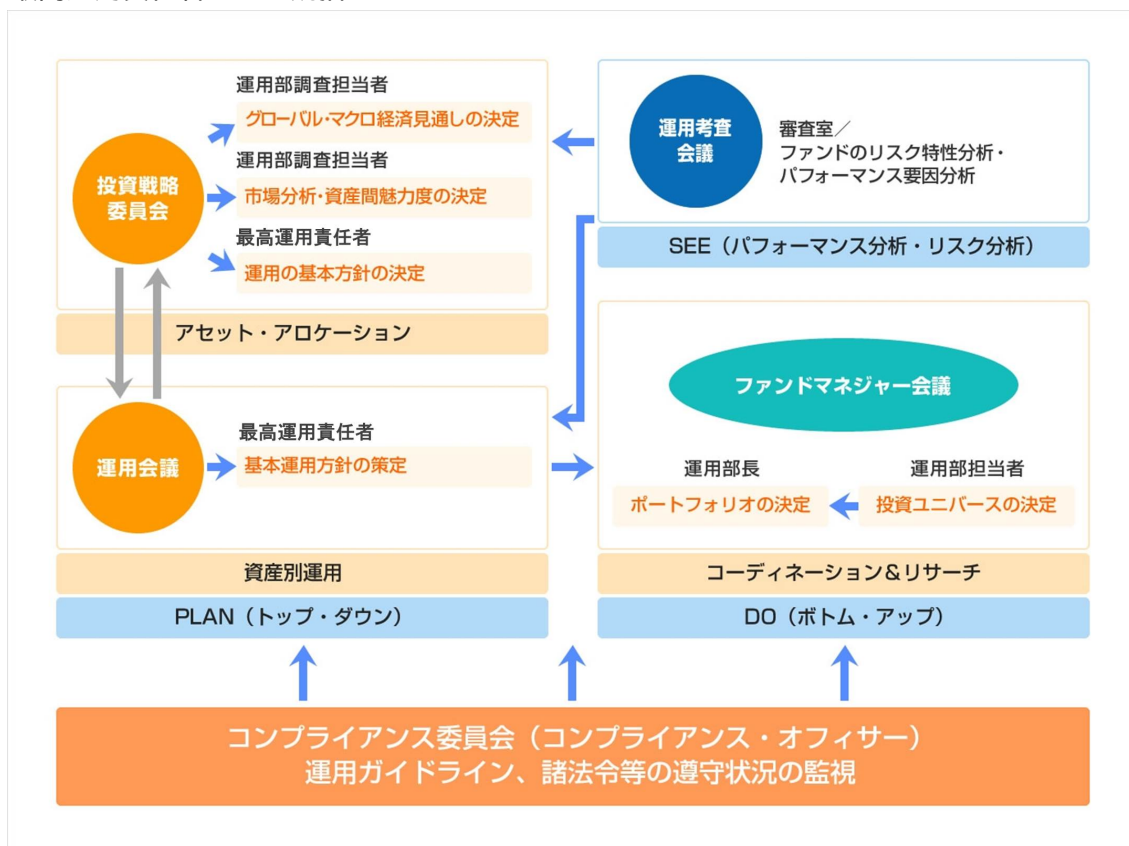 運用部調査担当者
グローバル・マクロ経済見通しの決定
運用部調査担当者
市場分析・資産間魅力度の決定
最高運用責任者
運用の基本方針の決定
投資戦略
委員会
アセット・アロケーション
運用考査
会議
審査室／
ファンドのリスク特性分析・
パフォーマンス要因分析
SEE（パフォーマンス分析・リスク分析）
運用会議
最高運用責任者
基本運用方針の策定
資産別運用
PLAN（トップ・ダウン）
ファンドマネジャー会議
運用部長
ポートフォリオの決定
運用部担当者
投資ユニバースの決定
コーディネーション＆リサーチ
DO（ボトム・アップ）
コンプライアンス委員会（コンプライアンス・オフィサー）
運用ガイドライン、諸法令等の遵守状況の監視